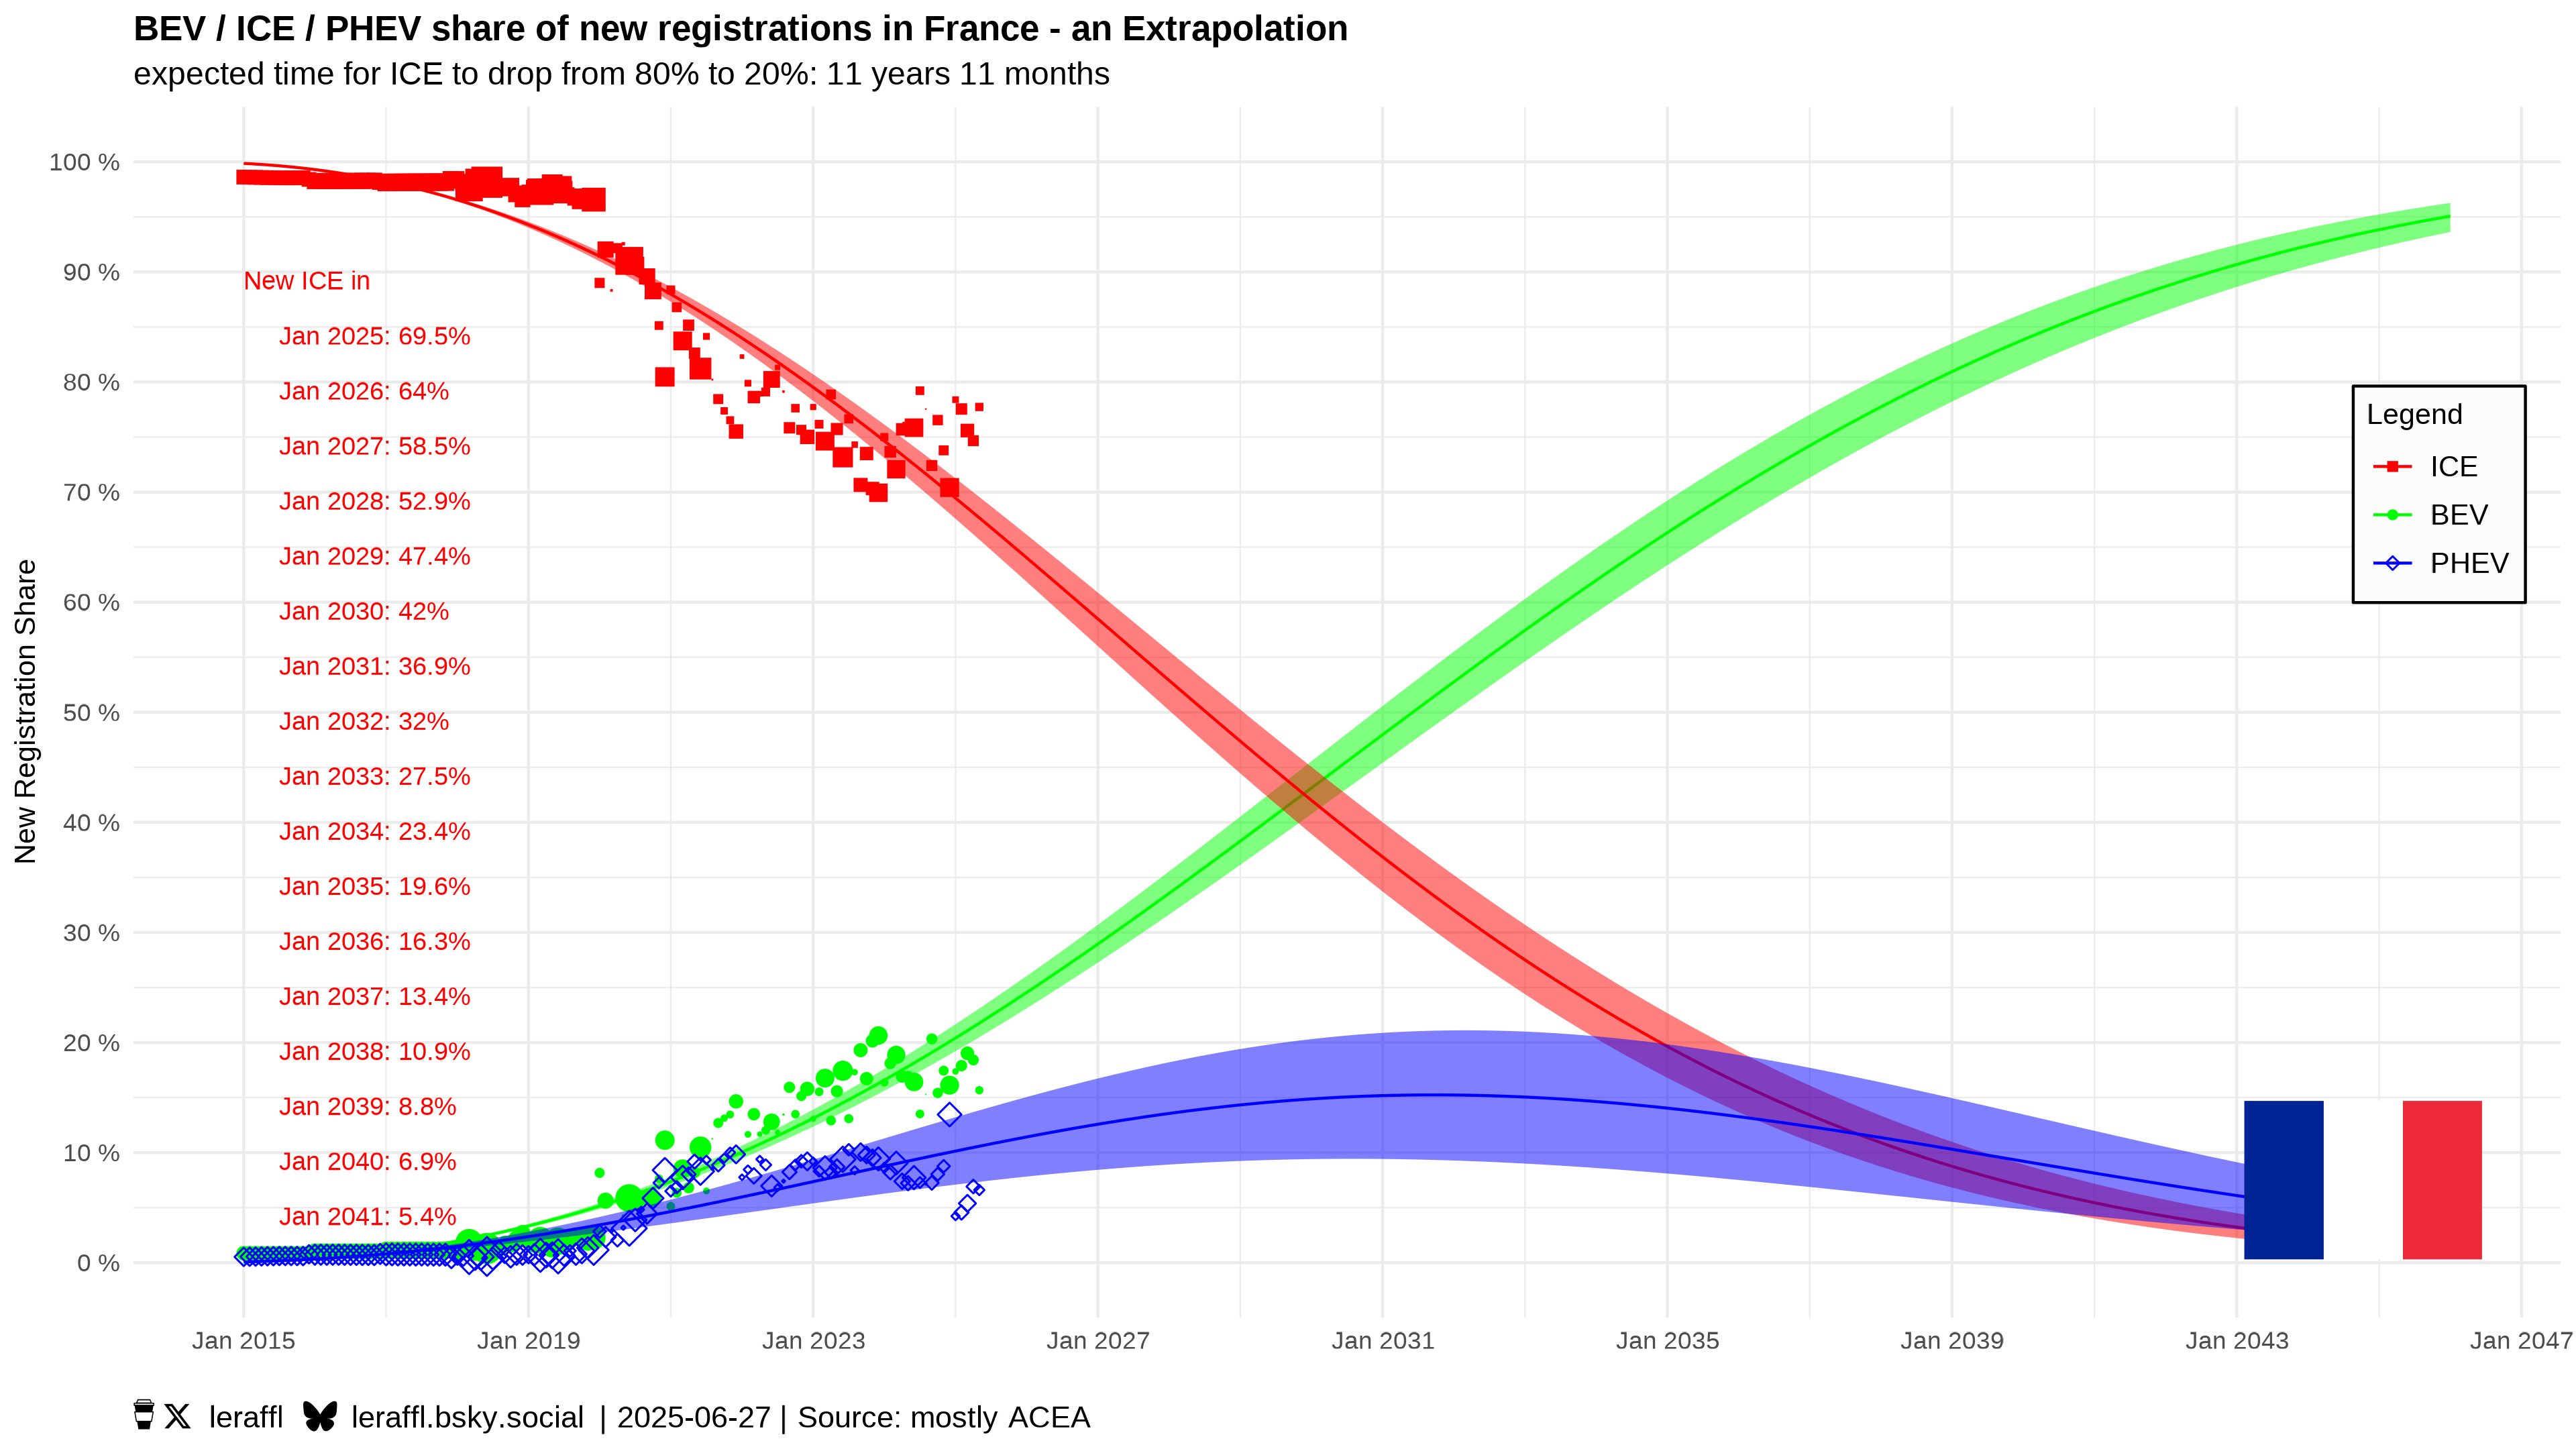 BEV / ICE / PHEV share of new registrations in France - an Extrapolation
expected time for ICE to drop from 80% to 20%: 11 years 11 months
New Registration Share
100 %
90 %
80 %
70 %
60 %
50 %
40 %
30 %
20 %
10 %
0 %
New ICE in
Jan 2025: 69.5%
Jan 2026: 64%
Jan 2027: 58.5%
Jan 2028: 52.9%
Jan 2029: 47.4%
Jan 2030: 42%
Jan 2031: 36.9%
Jan 2032: 32%
Jan 2033: 27.5%
Jan 2034: 23.4%
Jan 2035: 19.6%
Jan 2036: 16.3%
Jan 2037: 13.4%
Jan 2038: 10.9%
Jan 2039: 8.8%
Jan 2040: 6.9%
Jan 2041: 5.4%
Legend
ICE
BEV
PHEV
Jan 2015 Jan 2019 Jan 2023 Jan 2027 Jan 2031 Jan 2035 Jan 2039 Jan 2043 Jan 2047
leraffl leraffl.bsky.social | 2025-06-27 | Source: mostly ACEA